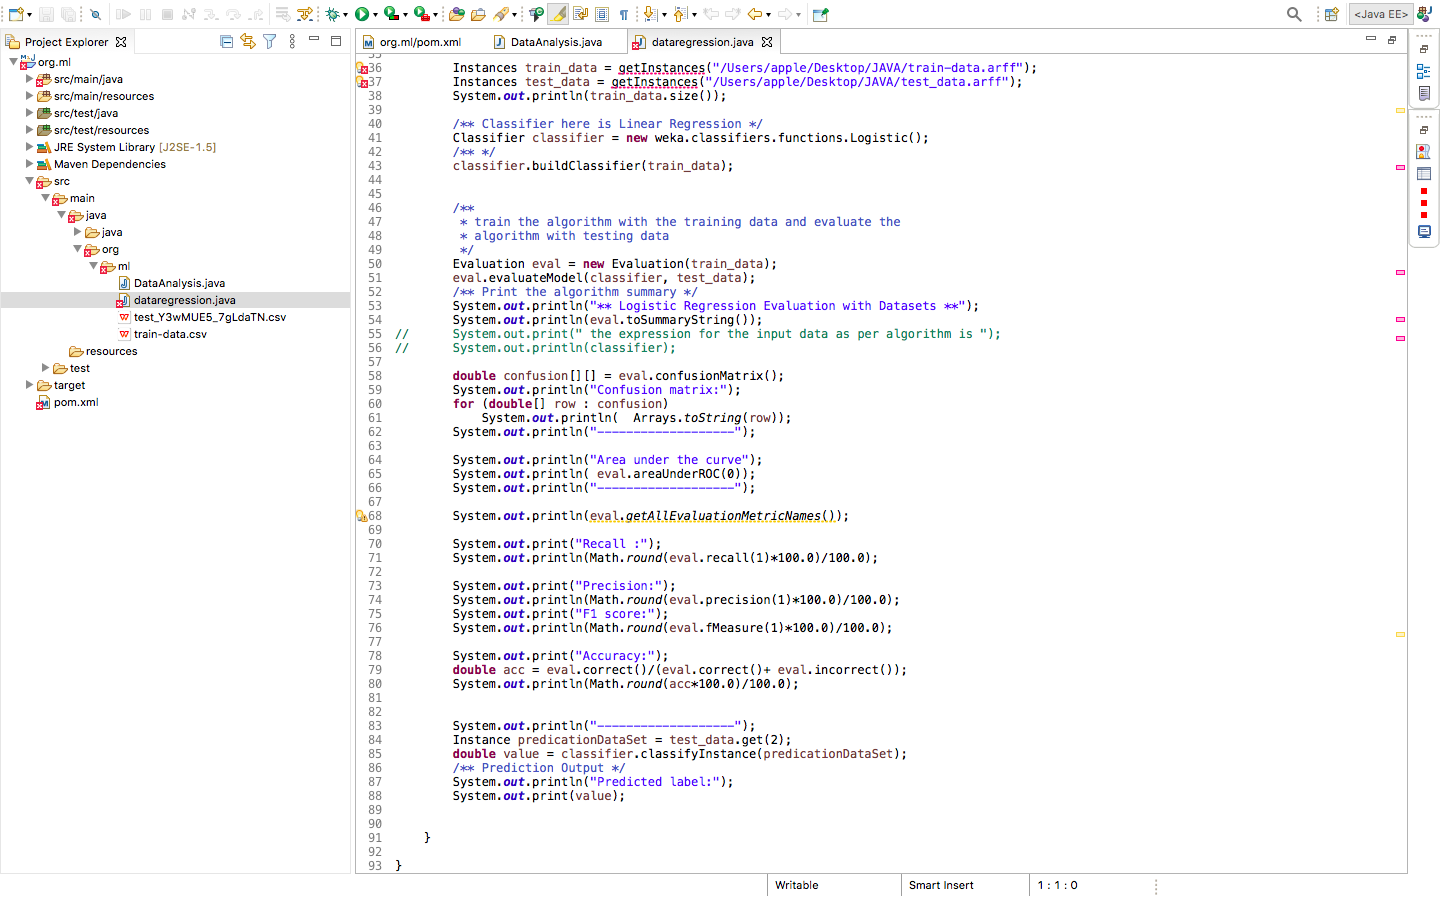 <Java EE>
Project Explorer
org.ml
src/main/java
src/main/resources
src/test/java
src/test/resources
JRE System Library [J2SE-1.5]
Maven Dependencies
src
main
java
java
org
ml
DataAnalysis.java
dataregression.java
test_Y3wMUE5_7gLdaTN.csv
train-data.csv
resources
test
target
pom.xml
org.ml/pom.xml DataAnalysis.java dataregression.java
35
36 Instances train_data = getInstances("/Users/apple/Desktop/JAVA/train-data.arff");
37 Instances test_data = getInstances("/Users/apple/Desktop/JAVA/test_data.arff");
38 System.out.println(train_data.size());
39
40 /** Classifier here is Linear Regression */
41 Classifier classifier = new weka.classifiers.functions.Logistic();
42 /** */
43 classifier.buildClassifier(train_data);
44
45
46 /**
47 * train the algorithm with the training data and evaluate the
48 * algorithm with testing data
49 */
50 Evaluation eval = new Evaluation(train_data);
51 eval.evaluateModel(classifier, test_data);
52 /** Print the algorithm summary */
53 System.out.println("** Logistic Regression Evaluation with Datasets **");
54 System.out.println(eval.toSummaryString());
55 // System.out.print(" the expression for the input data as per algorithm is ");
56 // System.out.println(classifier);
57
58 double confusion[][] = eval.confusionMatrix();
59 System.out.println("Confusion matrix:");
60 for (double[] row : confusion)
61 System.out.println( Arrays.toString(row));
62 System.out.println("-------------------");
63
64 System.out.println("Area under the curve");
65 System.out.println( eval.areaUnderROC(0));
66 System.out.println("-------------------");
67
68 System.out.println(eval.getAllEvaluationMetricNames());
69
70 System.out.print("Recall :");
71 System.out.println(Math.round(eval.recall(1)*100.0)/100.0);
72
73 System.out.print("Precision:");
74 System.out.println(Math.round(eval.precision(1)*100.0)/100.0);
75 System.out.print("F1 score:");
76 System.out.println(Math.round(eval.fMeasure(1)*100.0)/100.0);
77
78 System.out.print("Accuracy:");
79 double acc = eval.correct()/(eval.correct()+ eval.incorrect());
80 System.out.println(Math.round(acc*100.0)/100.0);
81
82
83 System.out.println("-------------------");
84 Instance predicationDataSet = test_data.get(2);
85 double value = classifier.classifyInstance(predicationDataSet);
86 /** Prediction Output */
87 System.out.println("Predicted label:");
88 System.out.print(value);
89
90
91 }
92
93 }
Writable Smart Insert 1 : 1 : 0